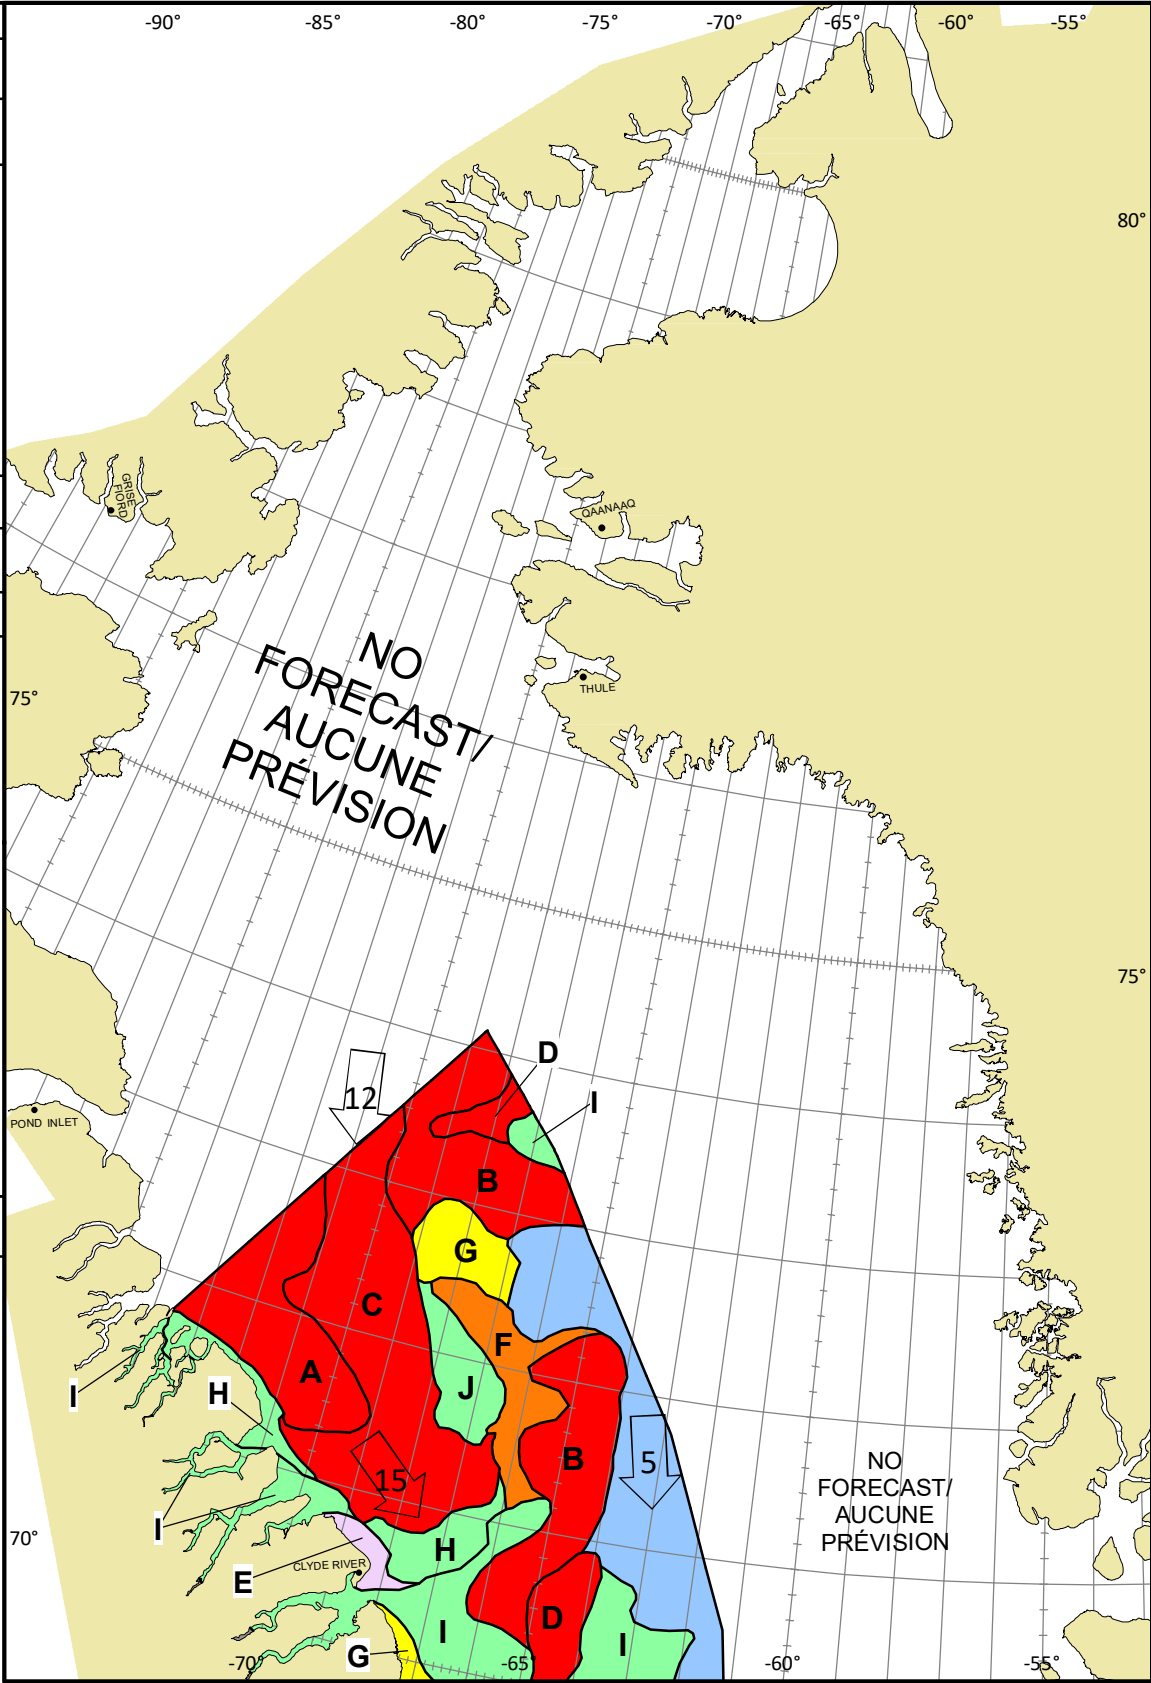 -90° -85° -80° -75° -70° -65° -60° -55°
80°
GRISE
FIORD
QAANAAQ
NO
FORECAST/
AUCUNE
PRÉVISION
THULE
75°
75°
D
12
I
POND INLET
B
G
C
F
A
J
I
H
B
5
15
NO
FORECAST/
AUCUNE
PRÉVISION
I
70°
H
CLYDE RIVER
E
D
I
I
G
-70° -65° -60° -55°